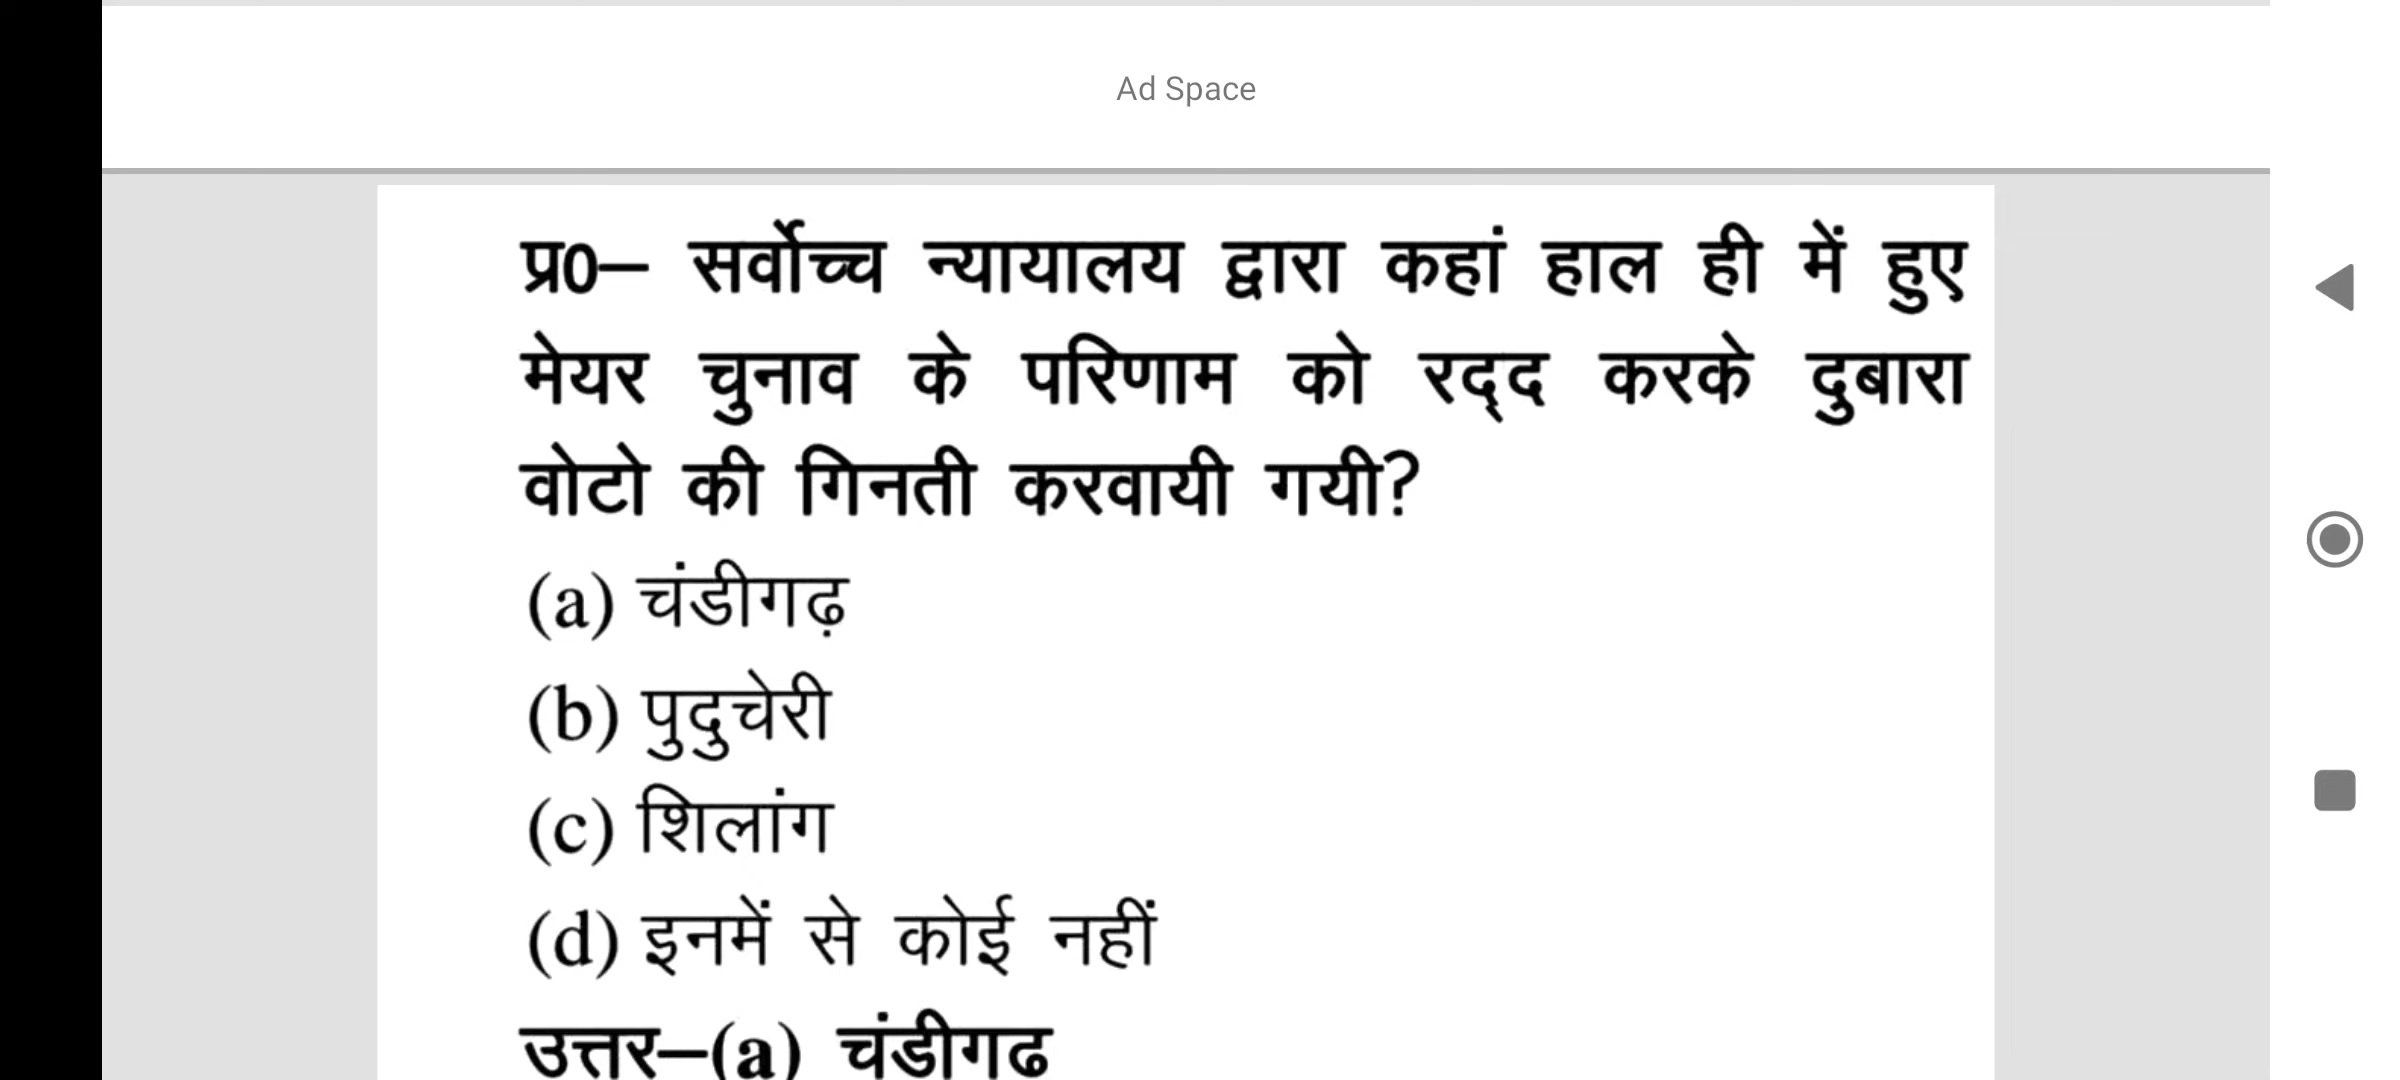 Ad Space
प्र0– सर्वोच्च न्यायालय द्वारा कहां हाल ही में हुए
मेयर चुनाव के परिणाम को रद्द करके दुबारा
वोटो की गिनती करवायी गयी?
(a) चंडीगढ़
(b) पुदुचेरी
(c) शिलांग
(d) इनमें से कोई नहीं
उत्तर–(a) चंडीगढ